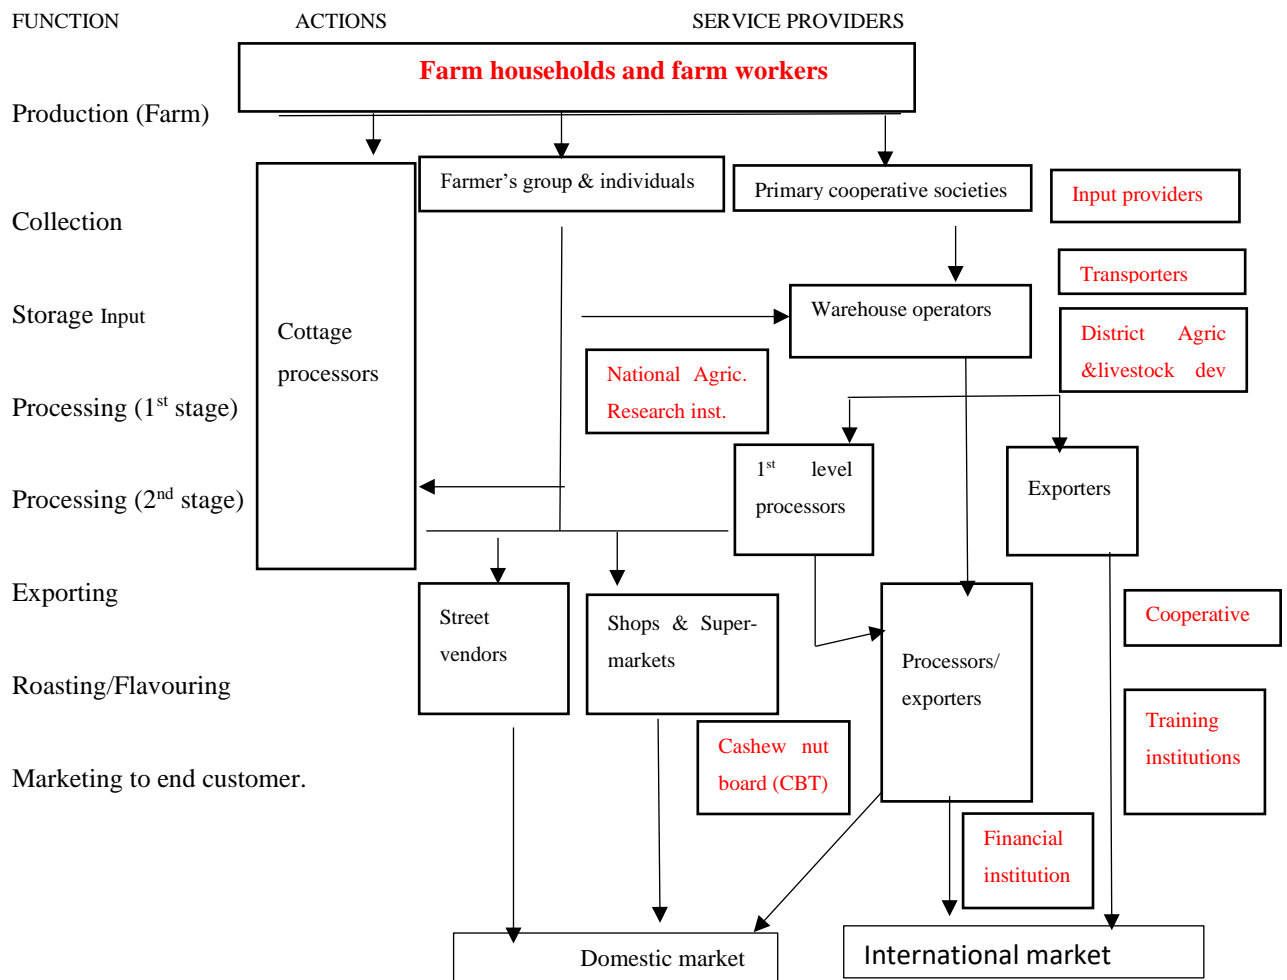 FUNCTION ACTIONS SERVICE PROVIDERS
Farm households and farm workers
Production (Farm)
Farmer's group & individuals
Primary cooperative societies
Input providers
Collection
Transporters
Storage Input
Warehouse operators
Cottage
processors
District Agric
&livestock dev
National Agric.
Research inst.
Processing (1st stage)
1st level
processors
Exporters
Processing (2nd stage)
Exporting
Street
vendors
Shops & Super-
markets
Cooperative
Processors/
exporters
Roasting/Flavouring
Training
institutions
Cashew nut
board (CBT)
Marketing to end customer.
Financial
institution
Domestic market
International market